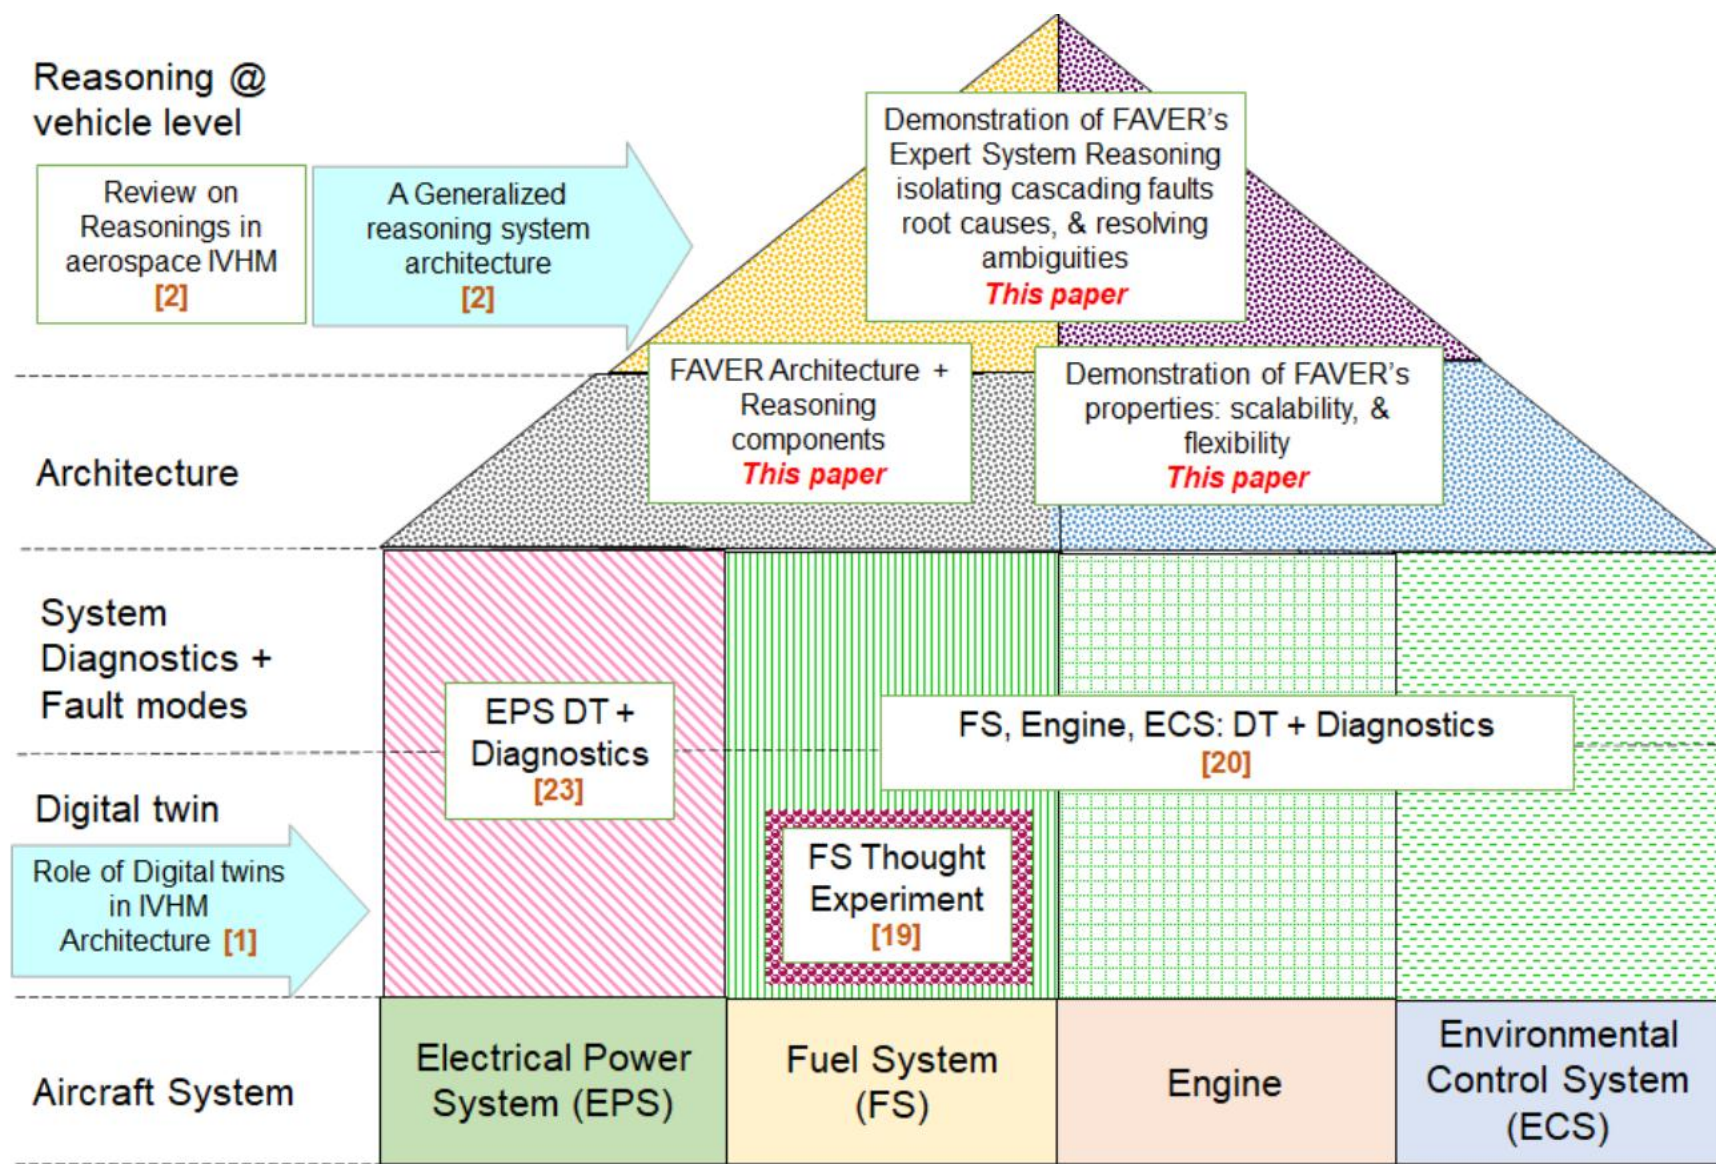 Reasoning @
vehicle level
Review on
Reasonings in
aerospace IVHM
[2]
A Generalized
reasoning system
architecture
[2]
Demonstration of FAVER's
Expert System Reasoning
isolating cascading faults
root causes, & resolving
ambiguities
This paper
FAVER Architecture +
Reasoning
components
This paper
Demonstration of FAVER's
properties: scalability, &
flexibility
This paper
Architecture
System
Diagnostics +
Fault modes
EPS DT +
Diagnostics
[23]
FS, Engine, ECS: DT + Diagnostics
[20]
Digital twin
Role of Digital twins
in IVHM
Architecture [1]
FS Thought
Experiment
[19]
Aircraft System
Electrical Power
System (EPS)
Fuel System
(FS)
Engine
Environmental
Control System
(ECS)